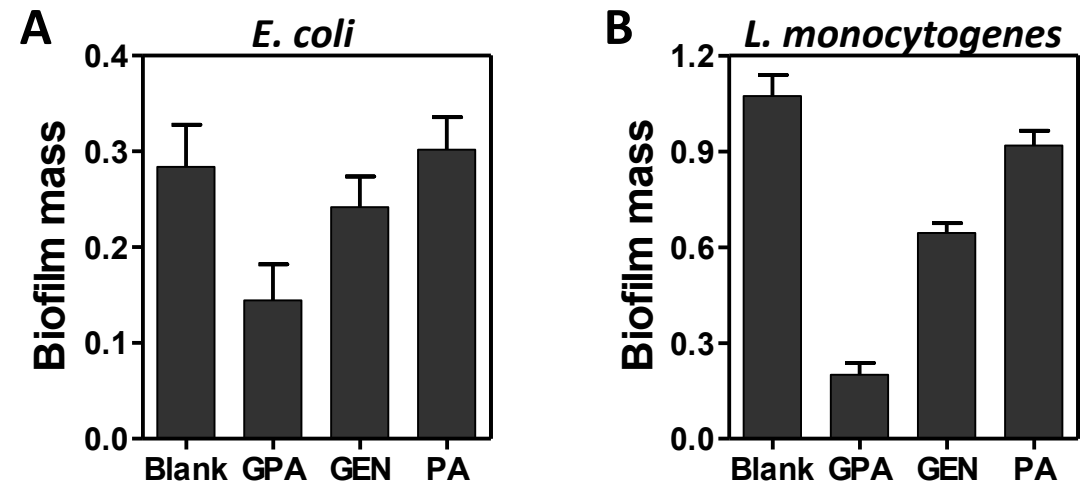 A
E. coli
Biofilm mass
0.4
0.3
0.2
0.1
0.0
Blank GPA GEN PA
B
L. monocytogenes
Biofilm mass
1.2
0.9
0.6
0.3
0.0
Blank GPA GEN PA